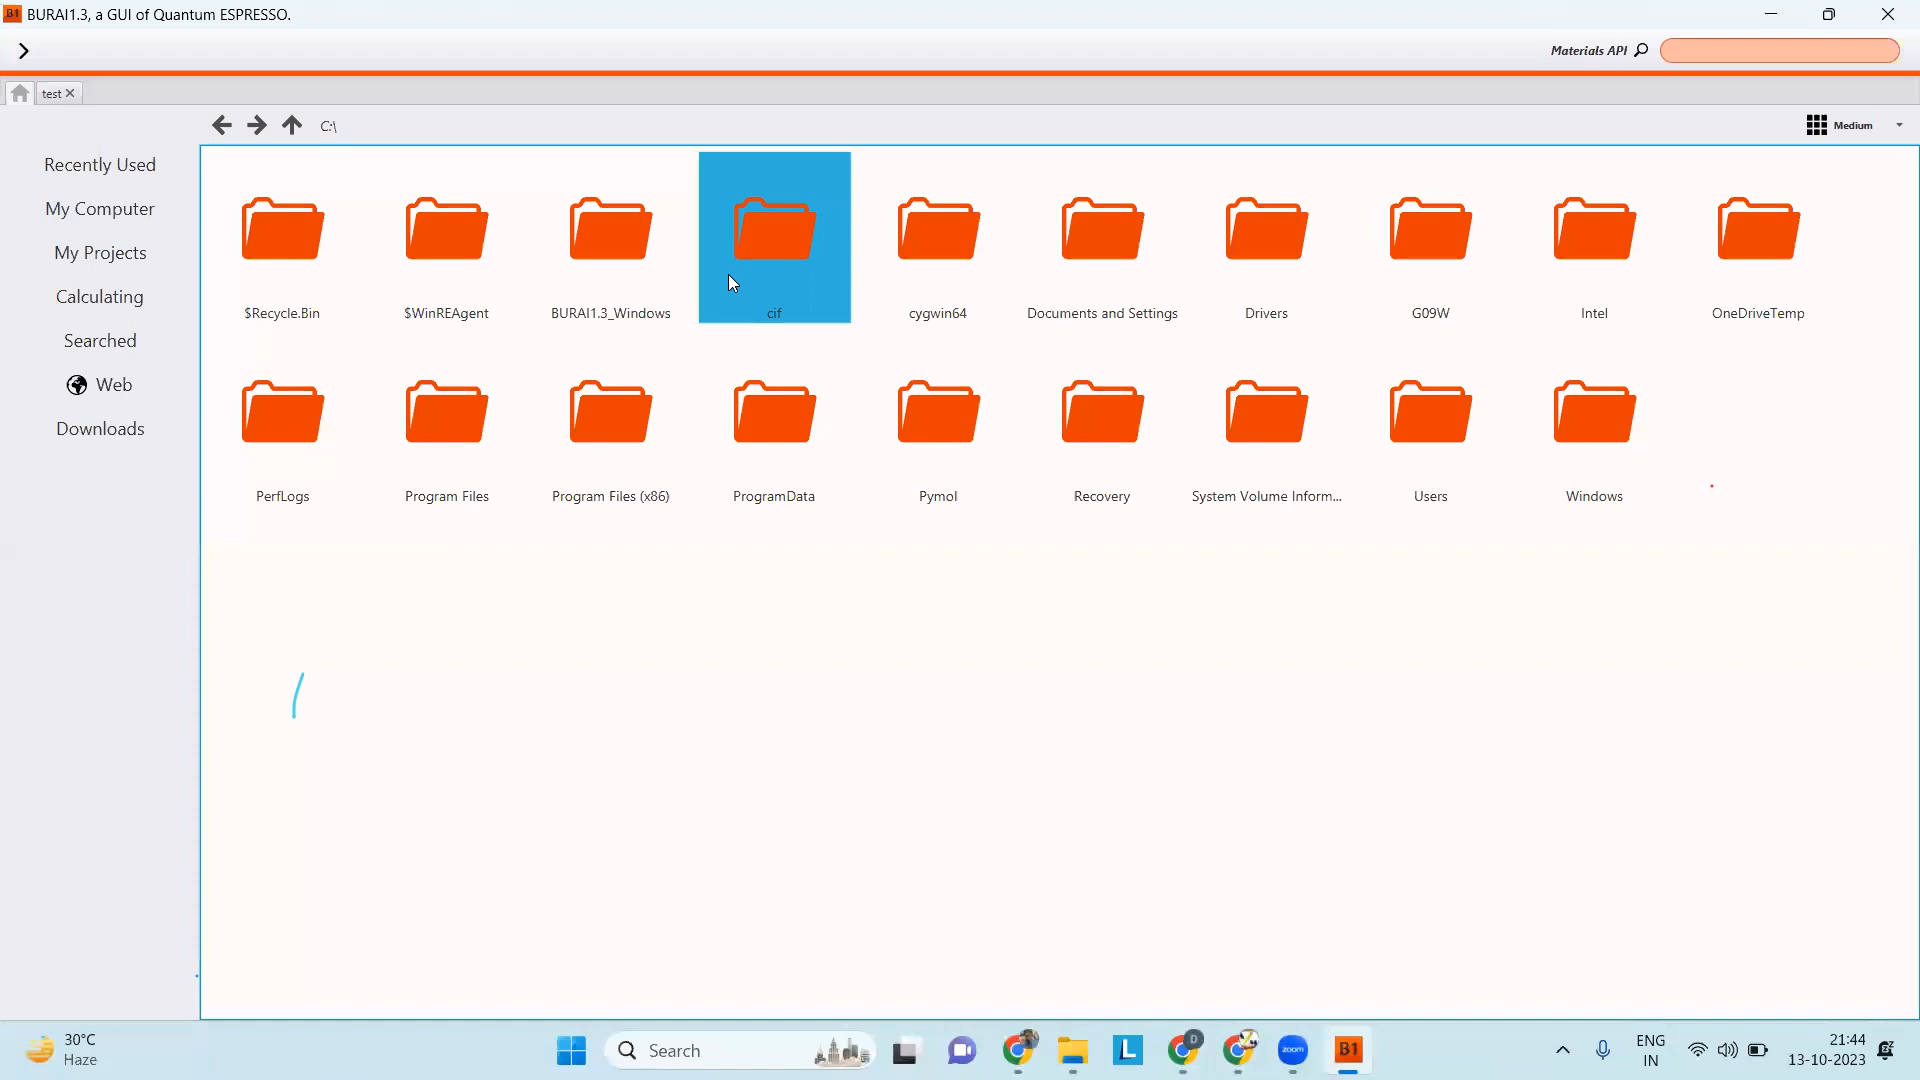 B1 BURAI1.3, a GUI of Quantum ESPRESSO.
Materials API
test
C:\
Medium
Recently Used
My Computer
My Projects
Calculating
Searched
Web
Downloads
$Recycle.Bin $WinREAgent BURAI1.3_Windows cif cygwin64 Documents and Settings Drivers G09W Intel OneDriveTemp
PerfLogs Program Files Program Files (x86) ProgramData Pymol Recovery System Volume Inform... Users Windows
30°C
Haze
Search
L
D
zoom
B1
ENG
IN
21:44
13-10-2023